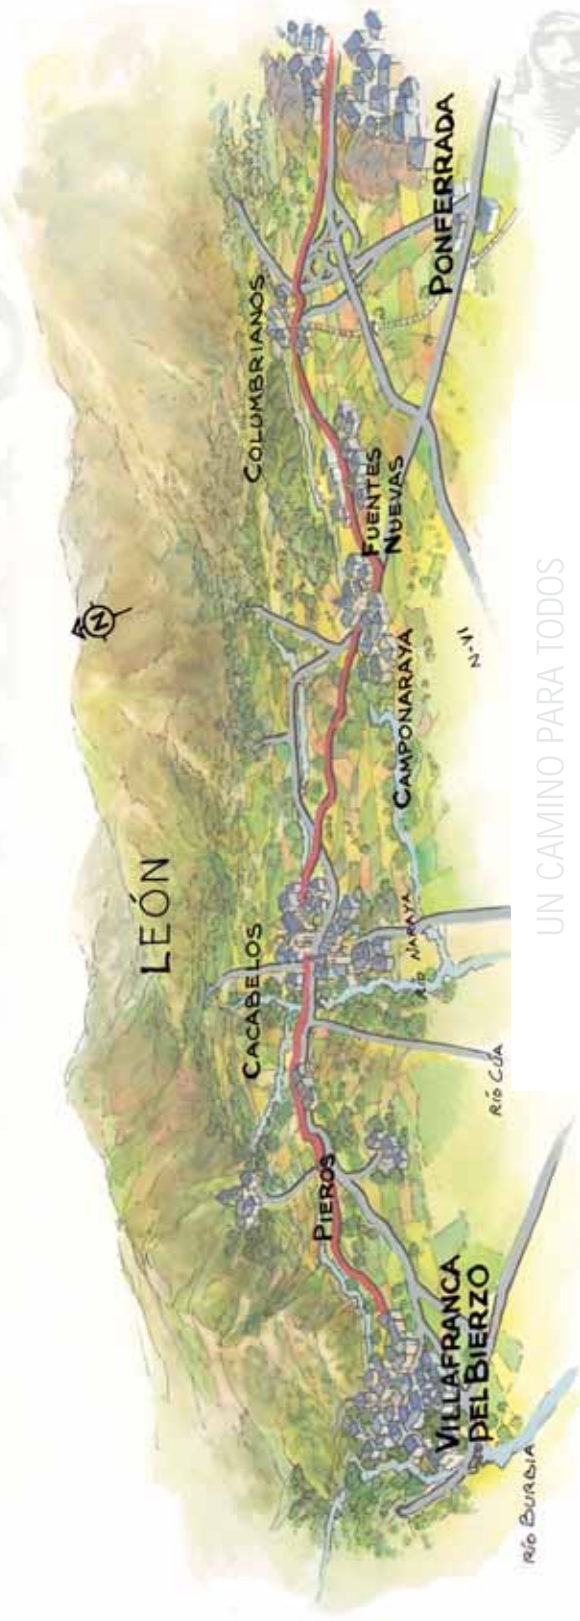 LEÓN
VILLAFRANCA
DEL BIERZO
RÍO BURBIA
PIEROS
CACABELOS
RÍO CÚA
RÍO NARAYA
CAMPONARAYA
FUENTES
NUEVAS
N-VI
COLUMBRIANOS
PONFERRADA
N
UN CAMINO PARA TODOS